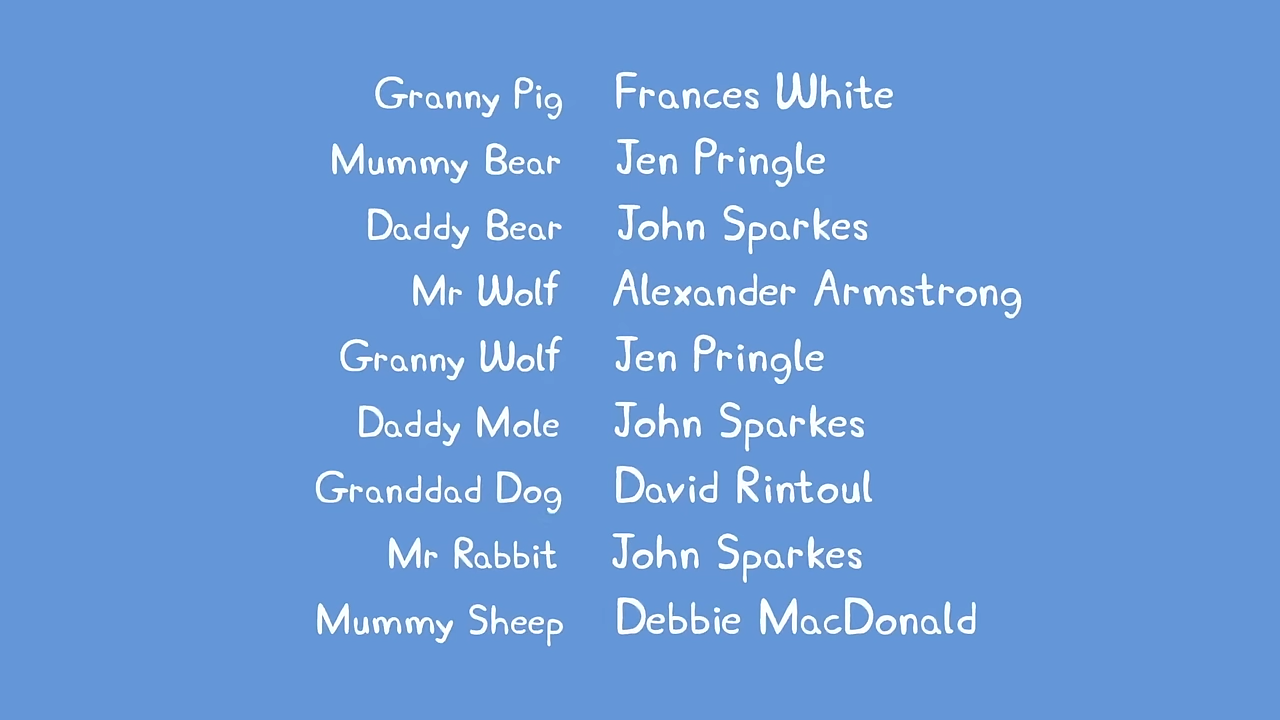 Granny Pig Frances White
Mummy Bear Jen Pringle
Daddy Bear John Sparkes
Mr Wolf Alexander Armstrong
Granny Wolf Jen Pringle
Daddy Mole John Sparkes
Granddad Dog David Rintoul
Mr Rabbit John Sparkes
Mummy Sheep Debbie MacDonald